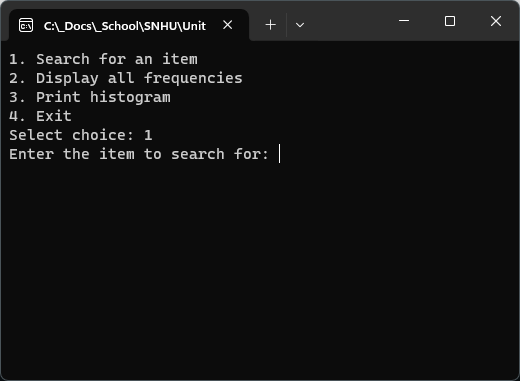 C:\_Docs\_School\SNHU\Unit
1. Search for an item
2. Display all frequencies
3. Print histogram
4. Exit
Select choice: 1
Enter the item to search for: